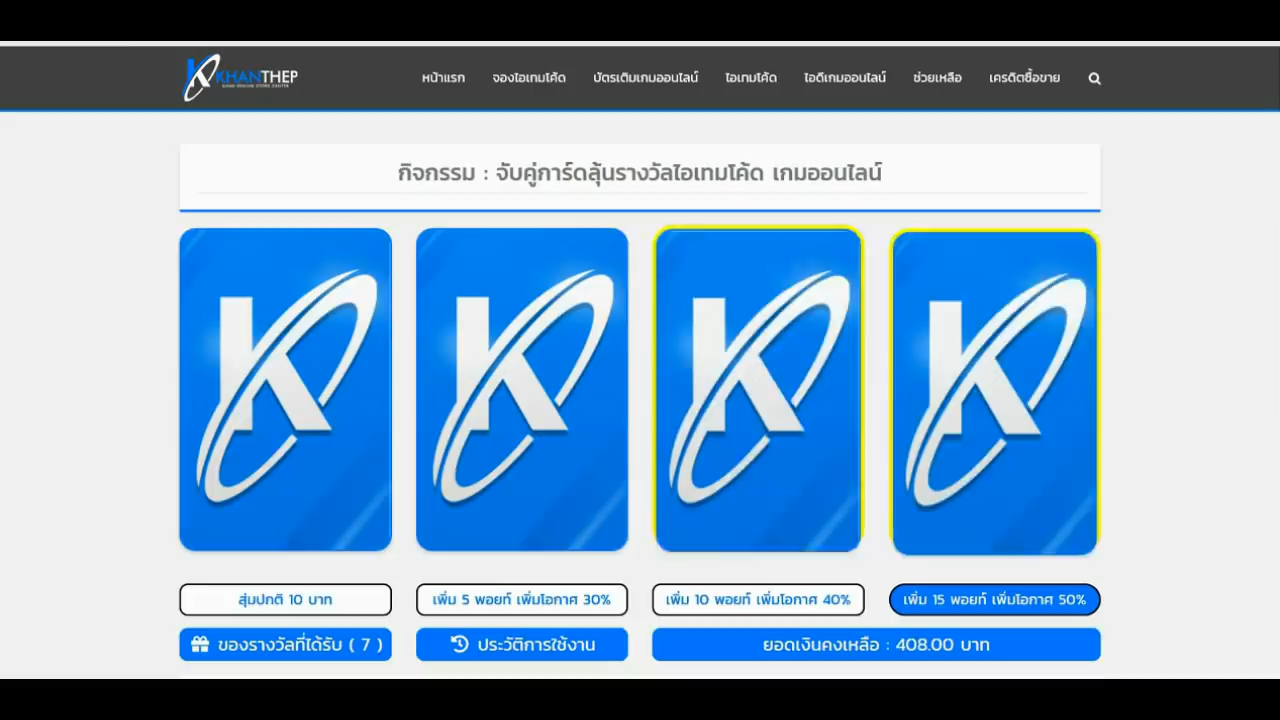 KHANTHEP
หน้าแรก จองไอเทมโค้ด บัตรเติมเกมออนไลน์ ไอเทมโค้ด ไอดีเกมออนไลน์ ช่วยเหลือ เครดิตซื้อขาย
กิจกรรม : จับคู่การ์ดลุ้นรางวัลไอเทมโค้ด เกมออนไลน์
สุ่มปกติ 10 บาท เพิ่ม 5 พอยท์ เพิ่มโอกาศ 30% เพิ่ม 10 พอยท์ เพิ่มโอกาศ 40% เพิ่ม 15 พอยท์ เพิ่มโอกาศ 50%
ของรางวัลที่ได้รับ ( 7 ) ประวัติการใช้งาน ยอดเงินคงเหลือ : 408.00 บาท